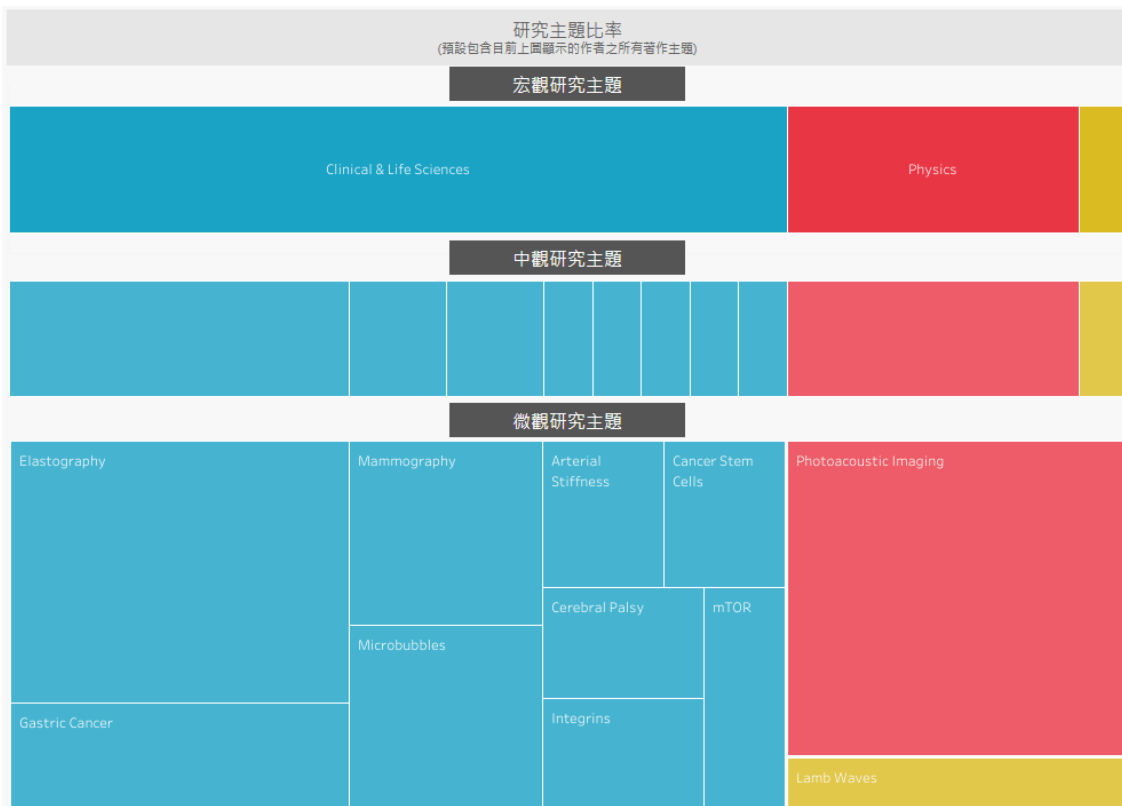 研究主題比率
(預設包含目前上圖顯示的作者之所有著作主題)
宏觀研究主題
Clinical & Life Sciences
Physics
中觀研究主題
微觀研究主題
Elastography
Mammography
Arterial
Stiffness
Cancer Stem
Cells
Photoacoustic Imaging
Cerebral Palsy
mTOR
Microbubbles
Gastric Cancer
Integrins
Lamb Waves